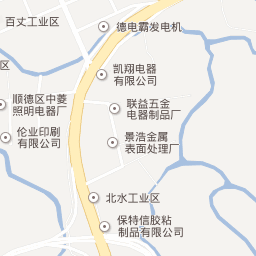 百丈工业区
德电霸发电机
凯翔电器
有限公司
区
顺德区中菱
照明电器厂
联益五金
电器制品厂
伦业印刷
有限公司
景浩金属
表面处理厂
北水工业区
保特信胶粘
制品有限公司